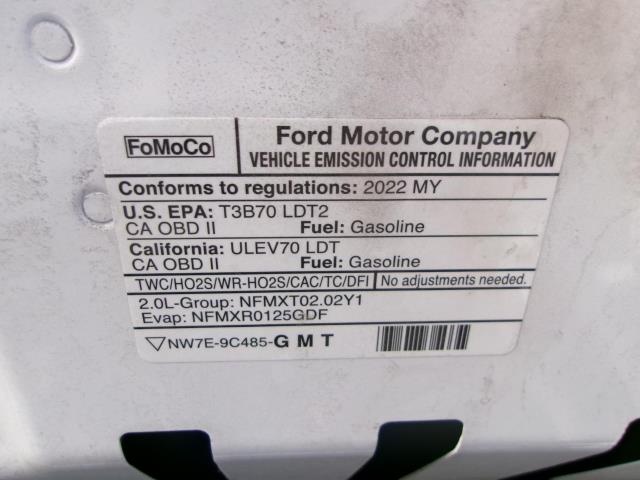 FoMoCo
Ford Motor Company
VEHICLE EMISSION CONTROL INFORMATION
Conforms to regulations: 2022 MY
U.S. EPA: T3B70 LDT2
CA OBD II Fuel: Gasoline
California: ULEV70 LDT
CA OBD II Fuel: Gasoline
TWC/HO2S/WR-HO2S/CAC/TC/DFI No adjustments needed.
2.0L-Group: NFMXT02.02Y1
Evap: NFMXR0125GDF
▽NW7E-9C485-G M T